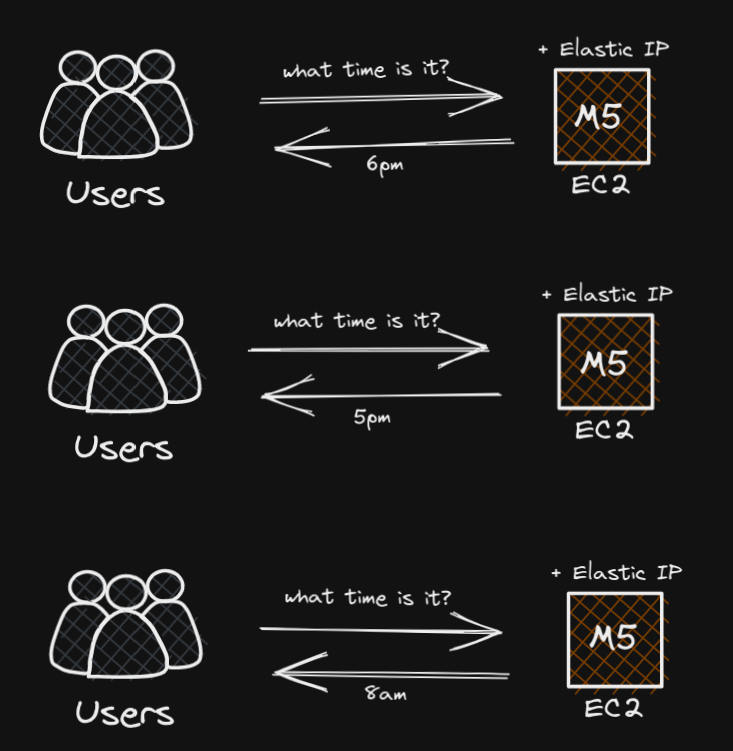 + Elastic IP
what time is it?
M5
6pm
EC2
Users
+ Elastic IP
what time is it?
M5
5pm
EC2
Users
+ Elastic IP
what time is it?
M5
8am
EC2
Users